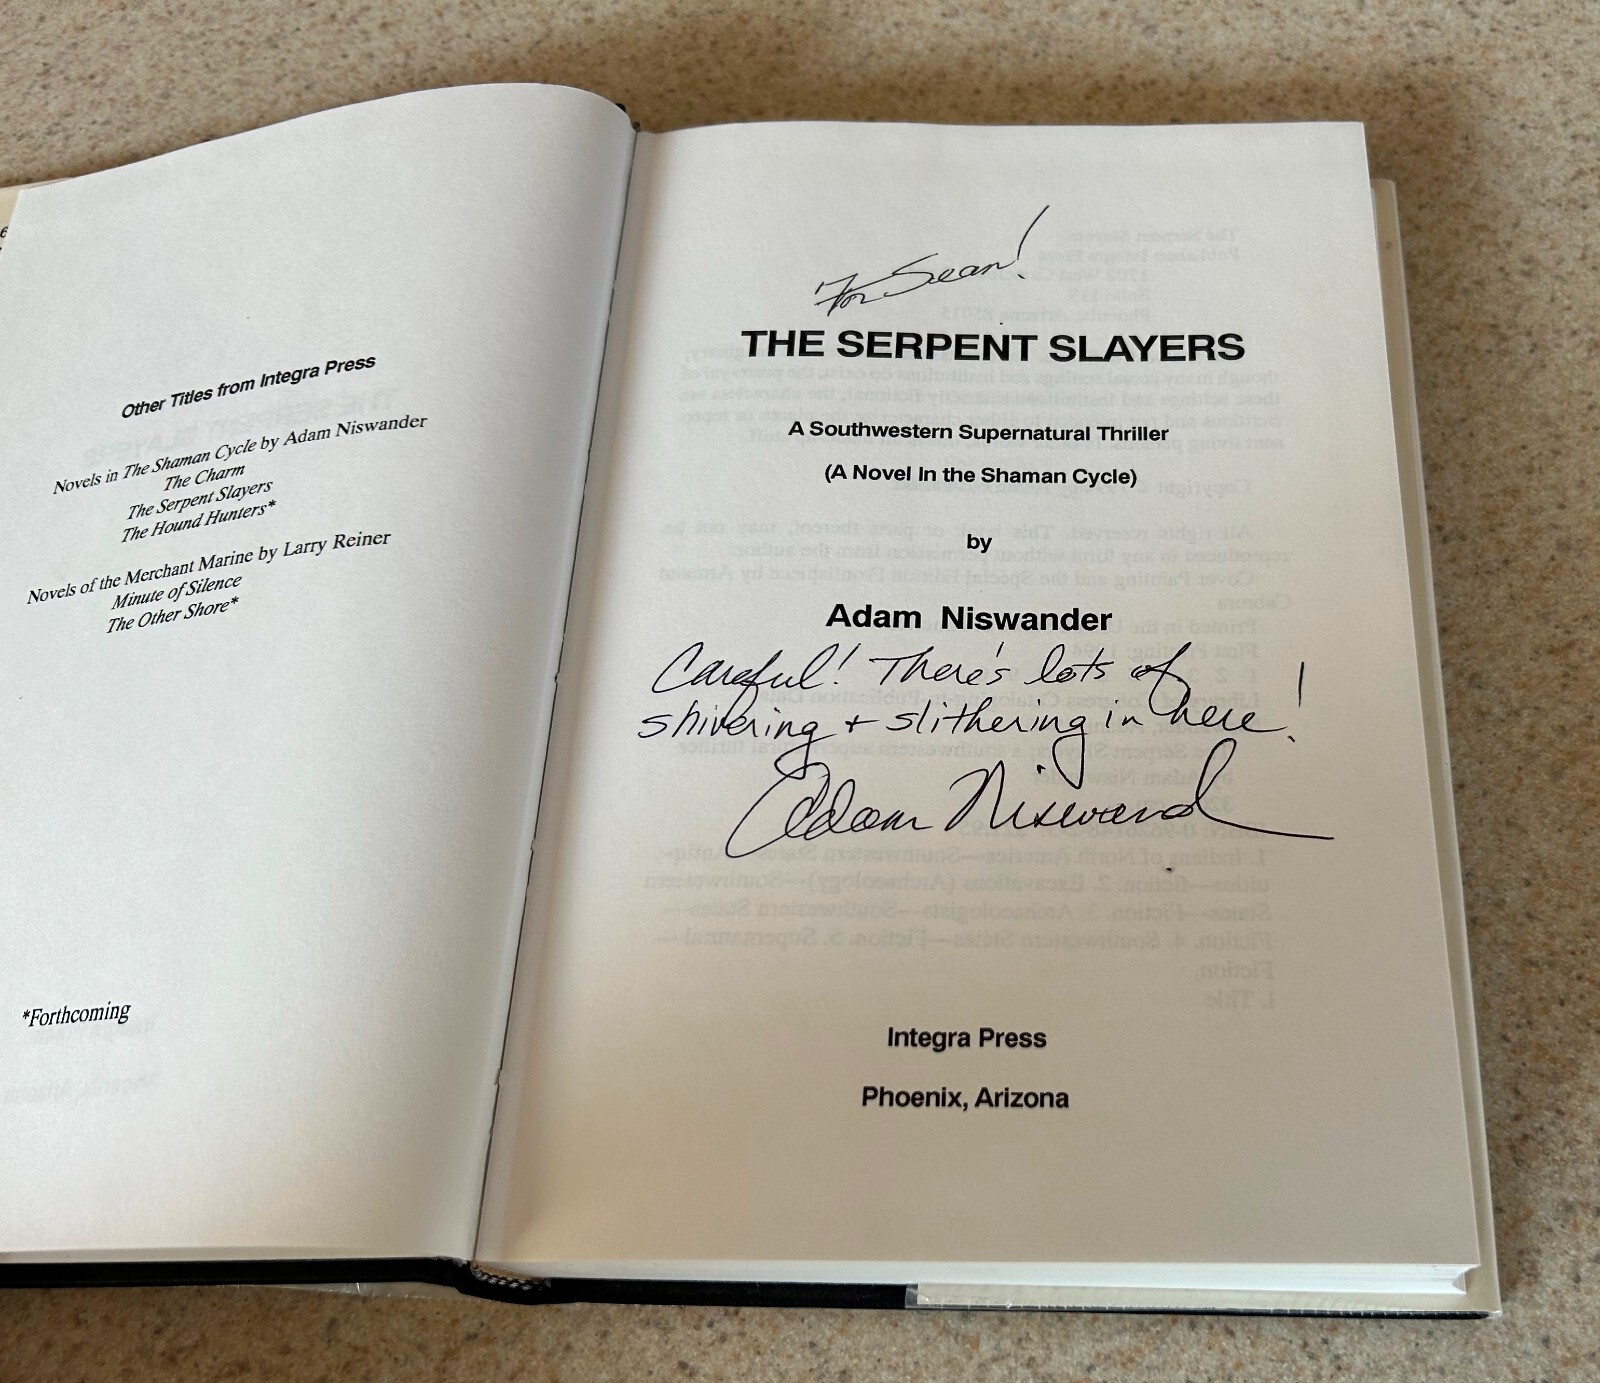 Other Titles from Integra Press
Novels in The Shaman Cycle by Adam Niswander
The Charm
The Serpent Slayers
The Hound Hunters*
Novels of the Merchant Marine by Larry Reiner
Minute of Silence
The Other Shore*
*Forthcoming
For Sean!
THE SERPENT SLAYERS
A Southwestern Supernatural Thriller
(A Novel In the Shaman Cycle)
by
Adam Niswander
Careful! There's lots of
shivering + slithering in here!
Adam Niswand
Integra Press
Phoenix, Arizona